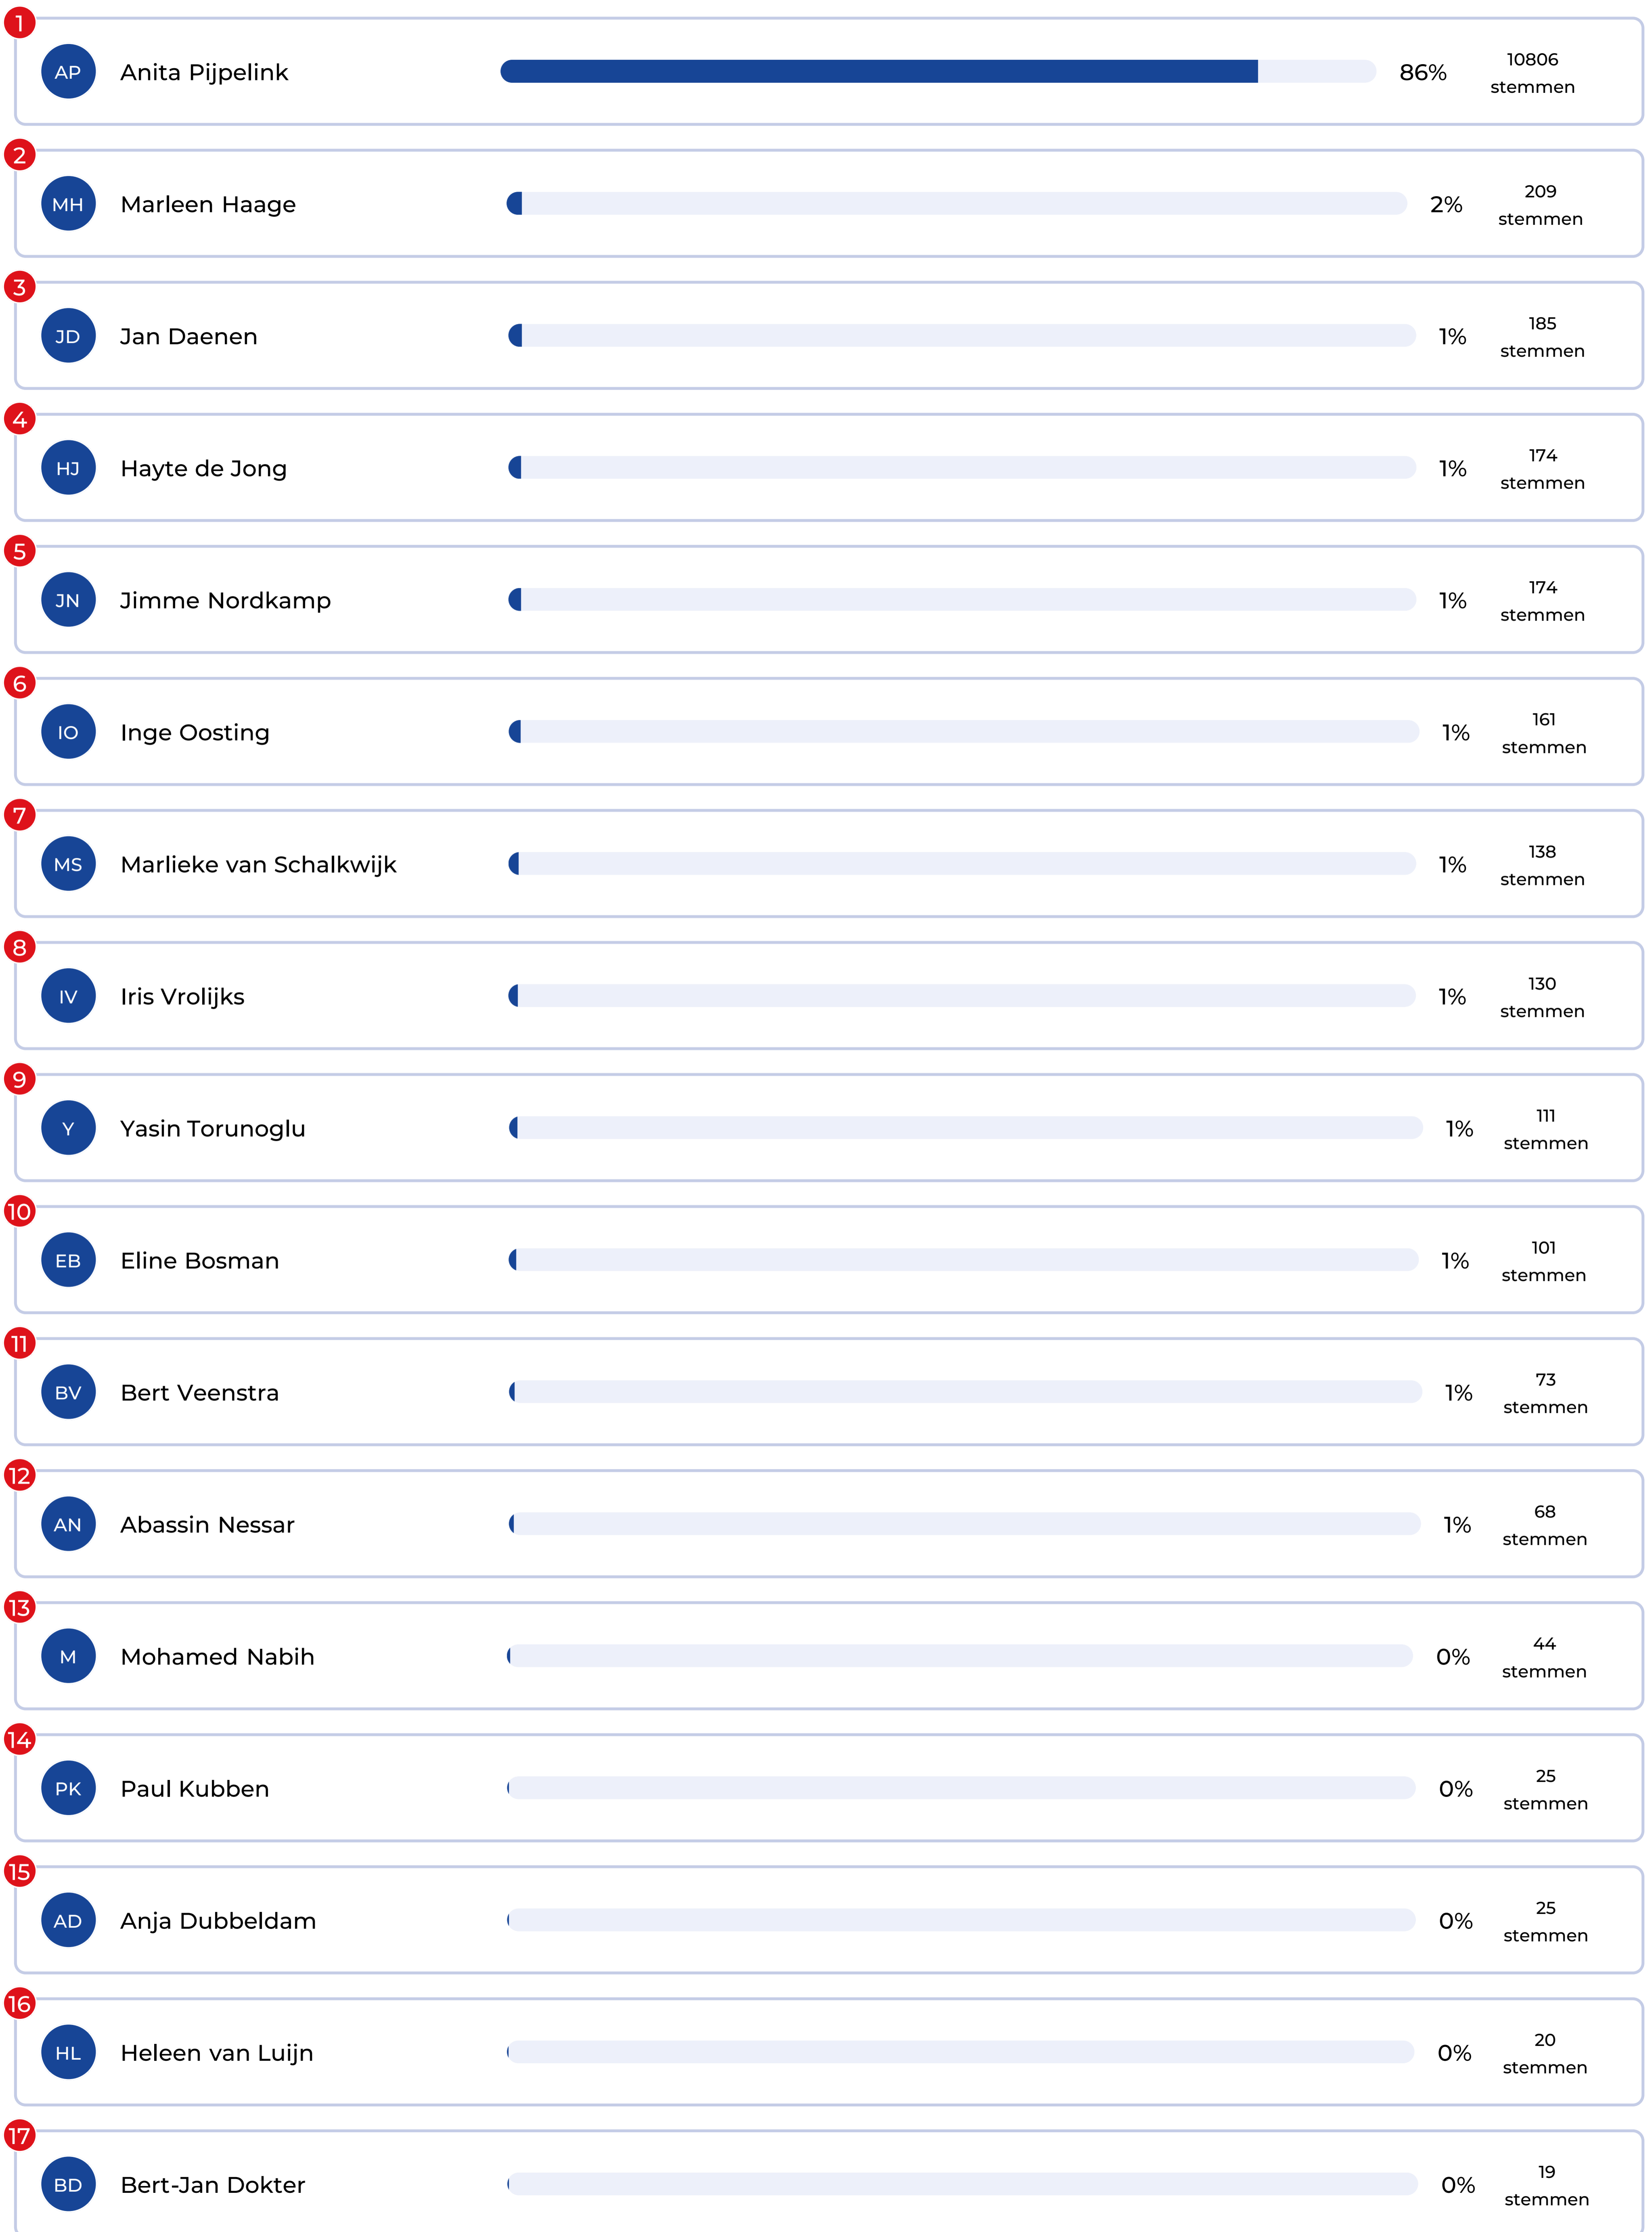 1
AP
Anita Pijpelink
86%
10806
stemmen
2
MH
Marleen Haage
2%
209
stemmen
3
JD
Jan Daenen
1%
185
stemmen
4
HJ
Hayte de Jong
1%
174
stemmen
5
JN
Jimme Nordkamp
1%
174
stemmen
6
IO
Inge Oosting
1%
161
stemmen
7
MS
Marlieke van Schalkwijk
1%
138
stemmen
8
IV
Iris Vrolijks
1%
130
stemmen
9
Y
Yasin Torunoglu
1%
111
stemmen
10
EB
Eline Bosman
1%
101
stemmen
11
BV
Bert Veenstra
1%
73
stemmen
12
AN
Abassin Nessar
1%
68
stemmen
13
M
Mohamed Nabih
0%
44
stemmen
14
PK
Paul Kubben
0%
25
stemmen
15
AD
Anja Dubbeldam
0%
25
stemmen
16
HL
Heleen van Luijn
0%
20
stemmen
17
BD
Bert-Jan Dokter
0%
19
stemmen